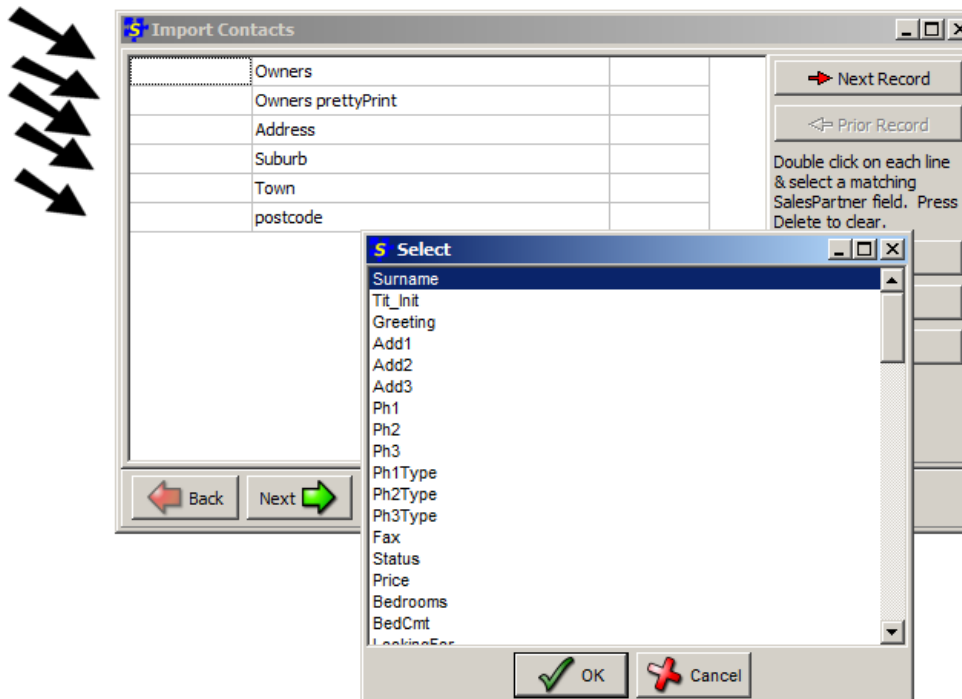 Import Contacts
Owners
Owners prettyPrint
Address
Suburb
Town
postcode
Next Record
Prior Record
Double click on each line
& select a matching
SalesPartner field. Press
Delete to clear.
Back
Next
S Select
Surname
Tit_Init
Greeting
Add1
Add2
Add3
Ph1
Ph2
Ph3
Ph1Type
Ph2Type
Ph3Type
Fax
Status
Price
Bedrooms
BedCmt
LookingFor
OK
Cancel